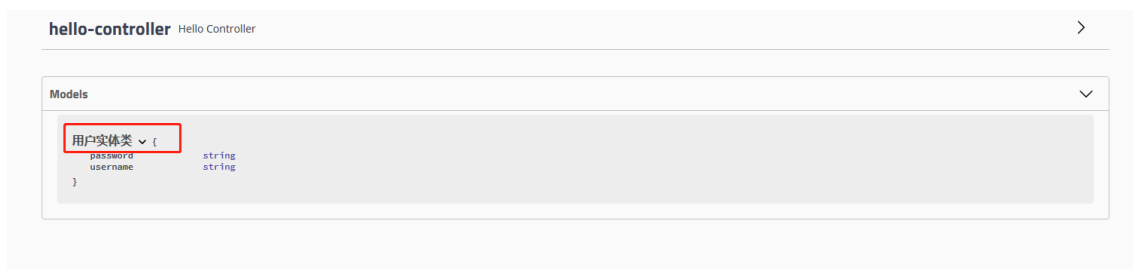 hello-controller Hello Controller
Models
用户实体类 {
password string
username string
}